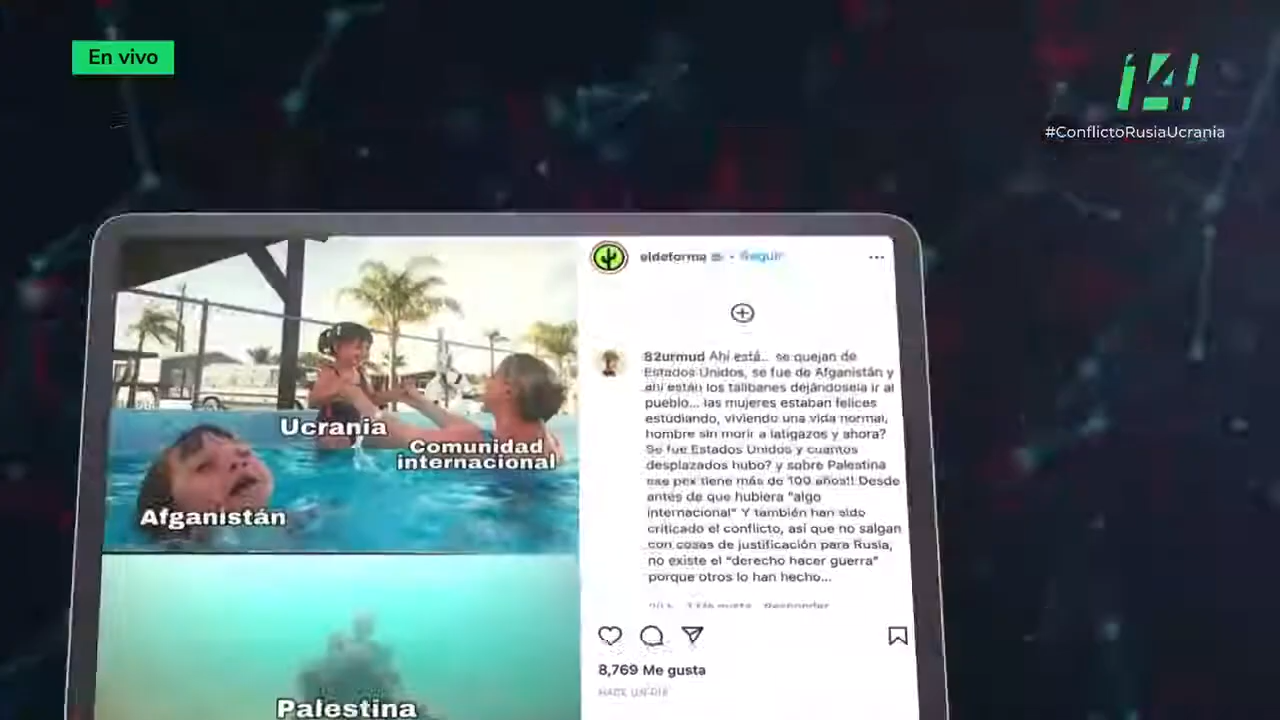 En vivo
14!
#ConflictoRusiaUcrania
eldeforma • Seguir
Ucrania
Comunidad
internacional
Afganistán
Palestina
82urmud Ahí está.. se quejan de
Estados Unidos, se fue de Afganistán y
ahí están los talibanes dejándosela ir al
pueblo... las mujeres estaban felices
estudiando, viviendo una vida normal,
hombre sin morir a latigazos y ahora?
Se fue Estados Unidos y cuantos
desplazados hubo? y sobre Palestina
ese pex tiene más de 100 años!! Desde
antes de que hubiera "algo
internacional" Y también han sido
criticado el conflicto, así que no salgan
con cosas de justificación para Rusia,
no existe el "derecho hacer guerra"
porque otros lo han hecho...
Me gusta Responder
8,769 Me gusta
HACE UN DÍA